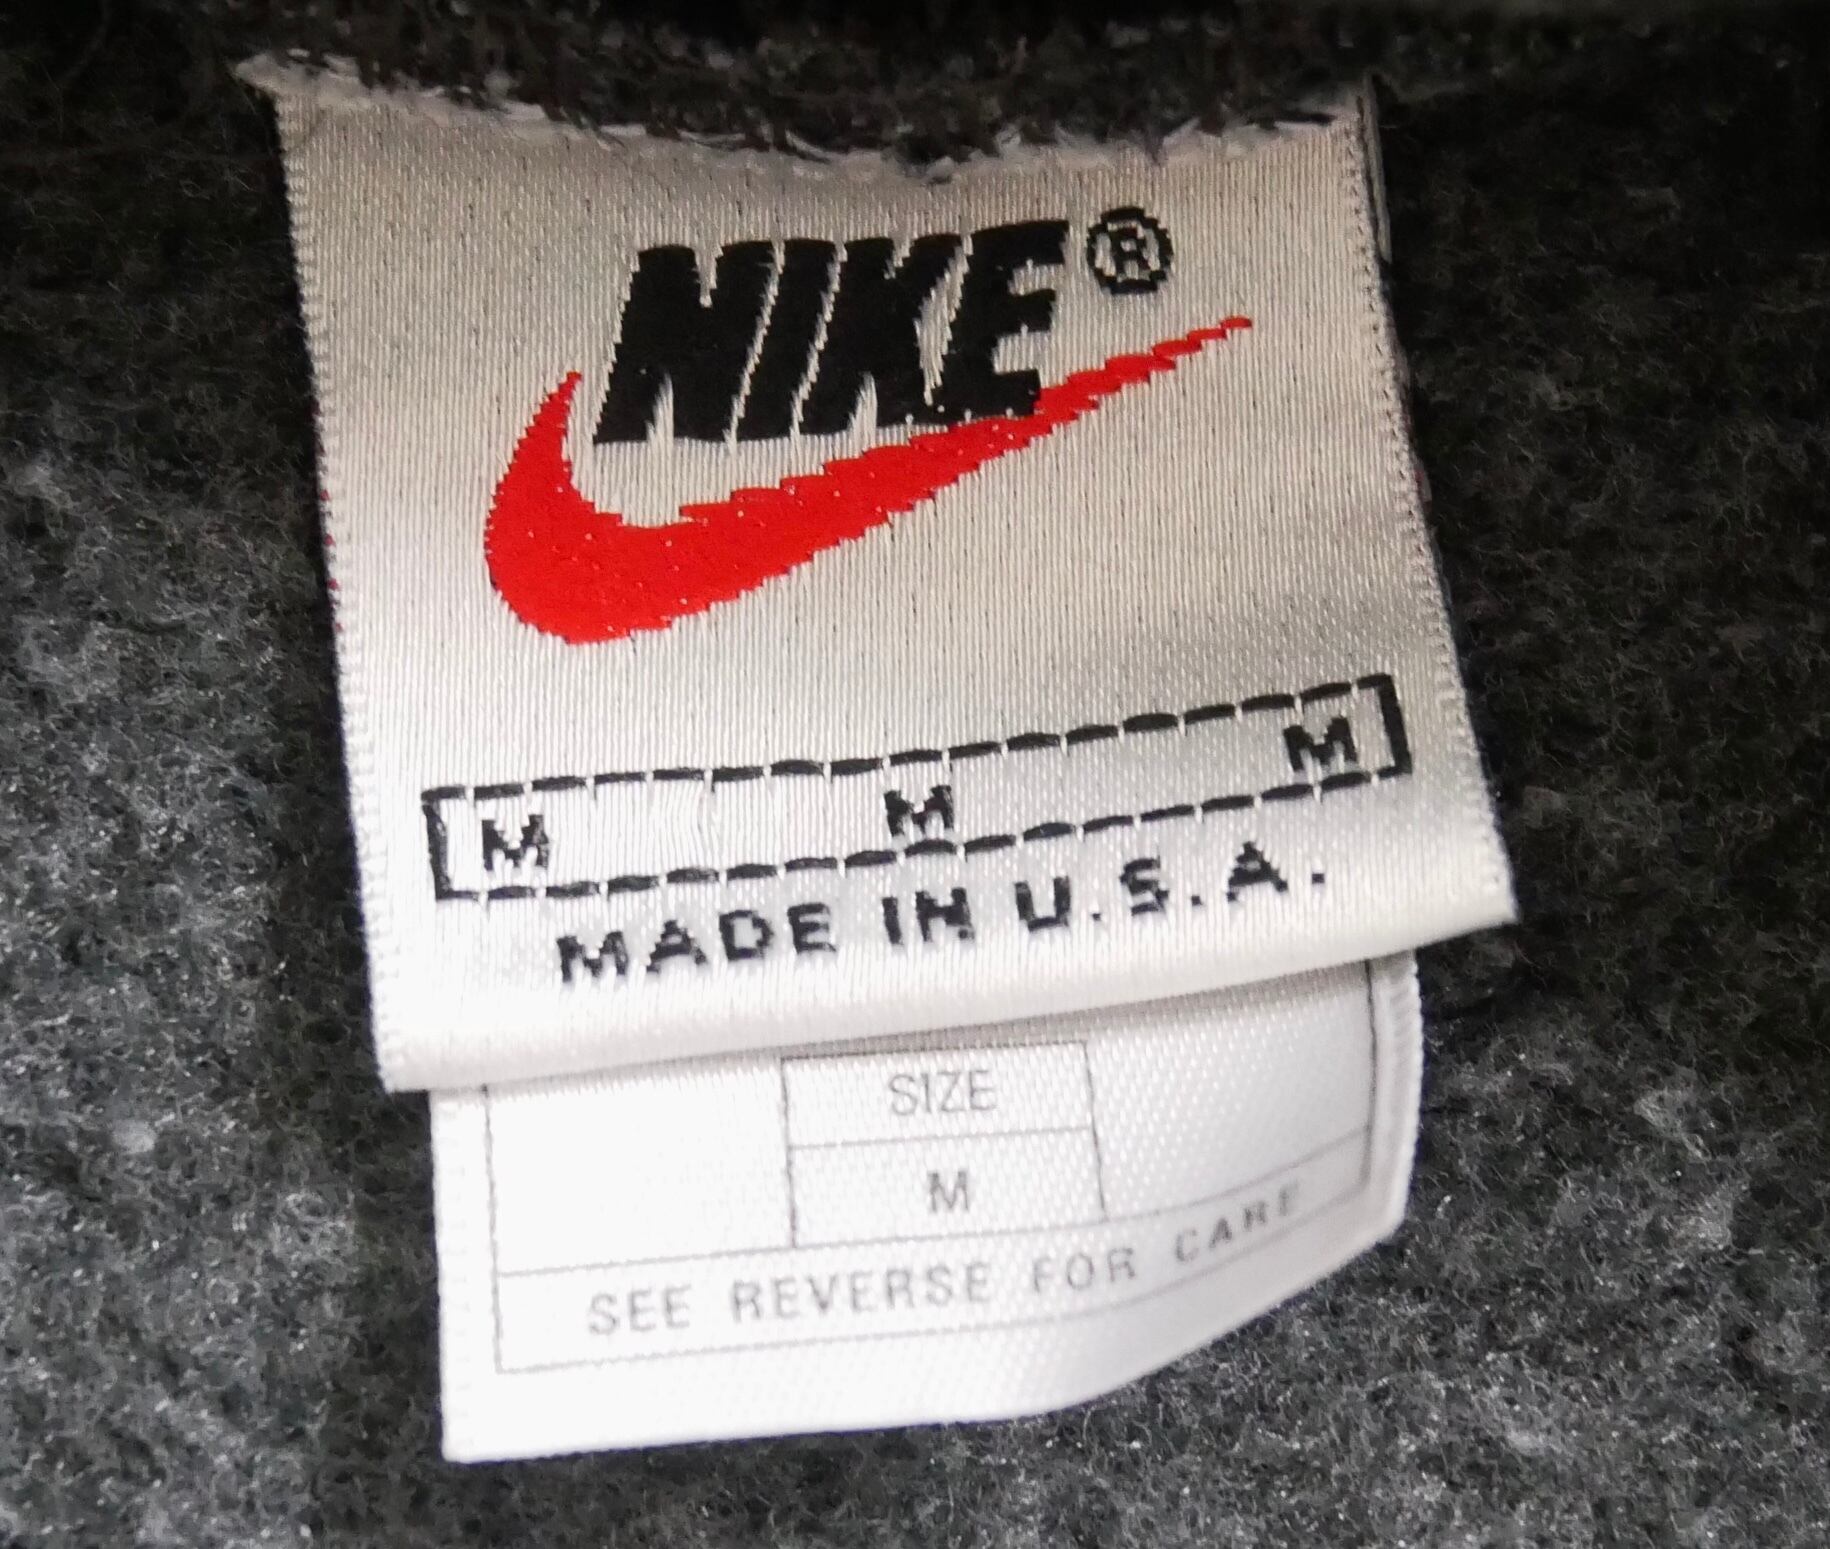 NIKE®
M M M
MADE IN U.S.A.
SIZE
M
SEE REVERSE FOR CARE